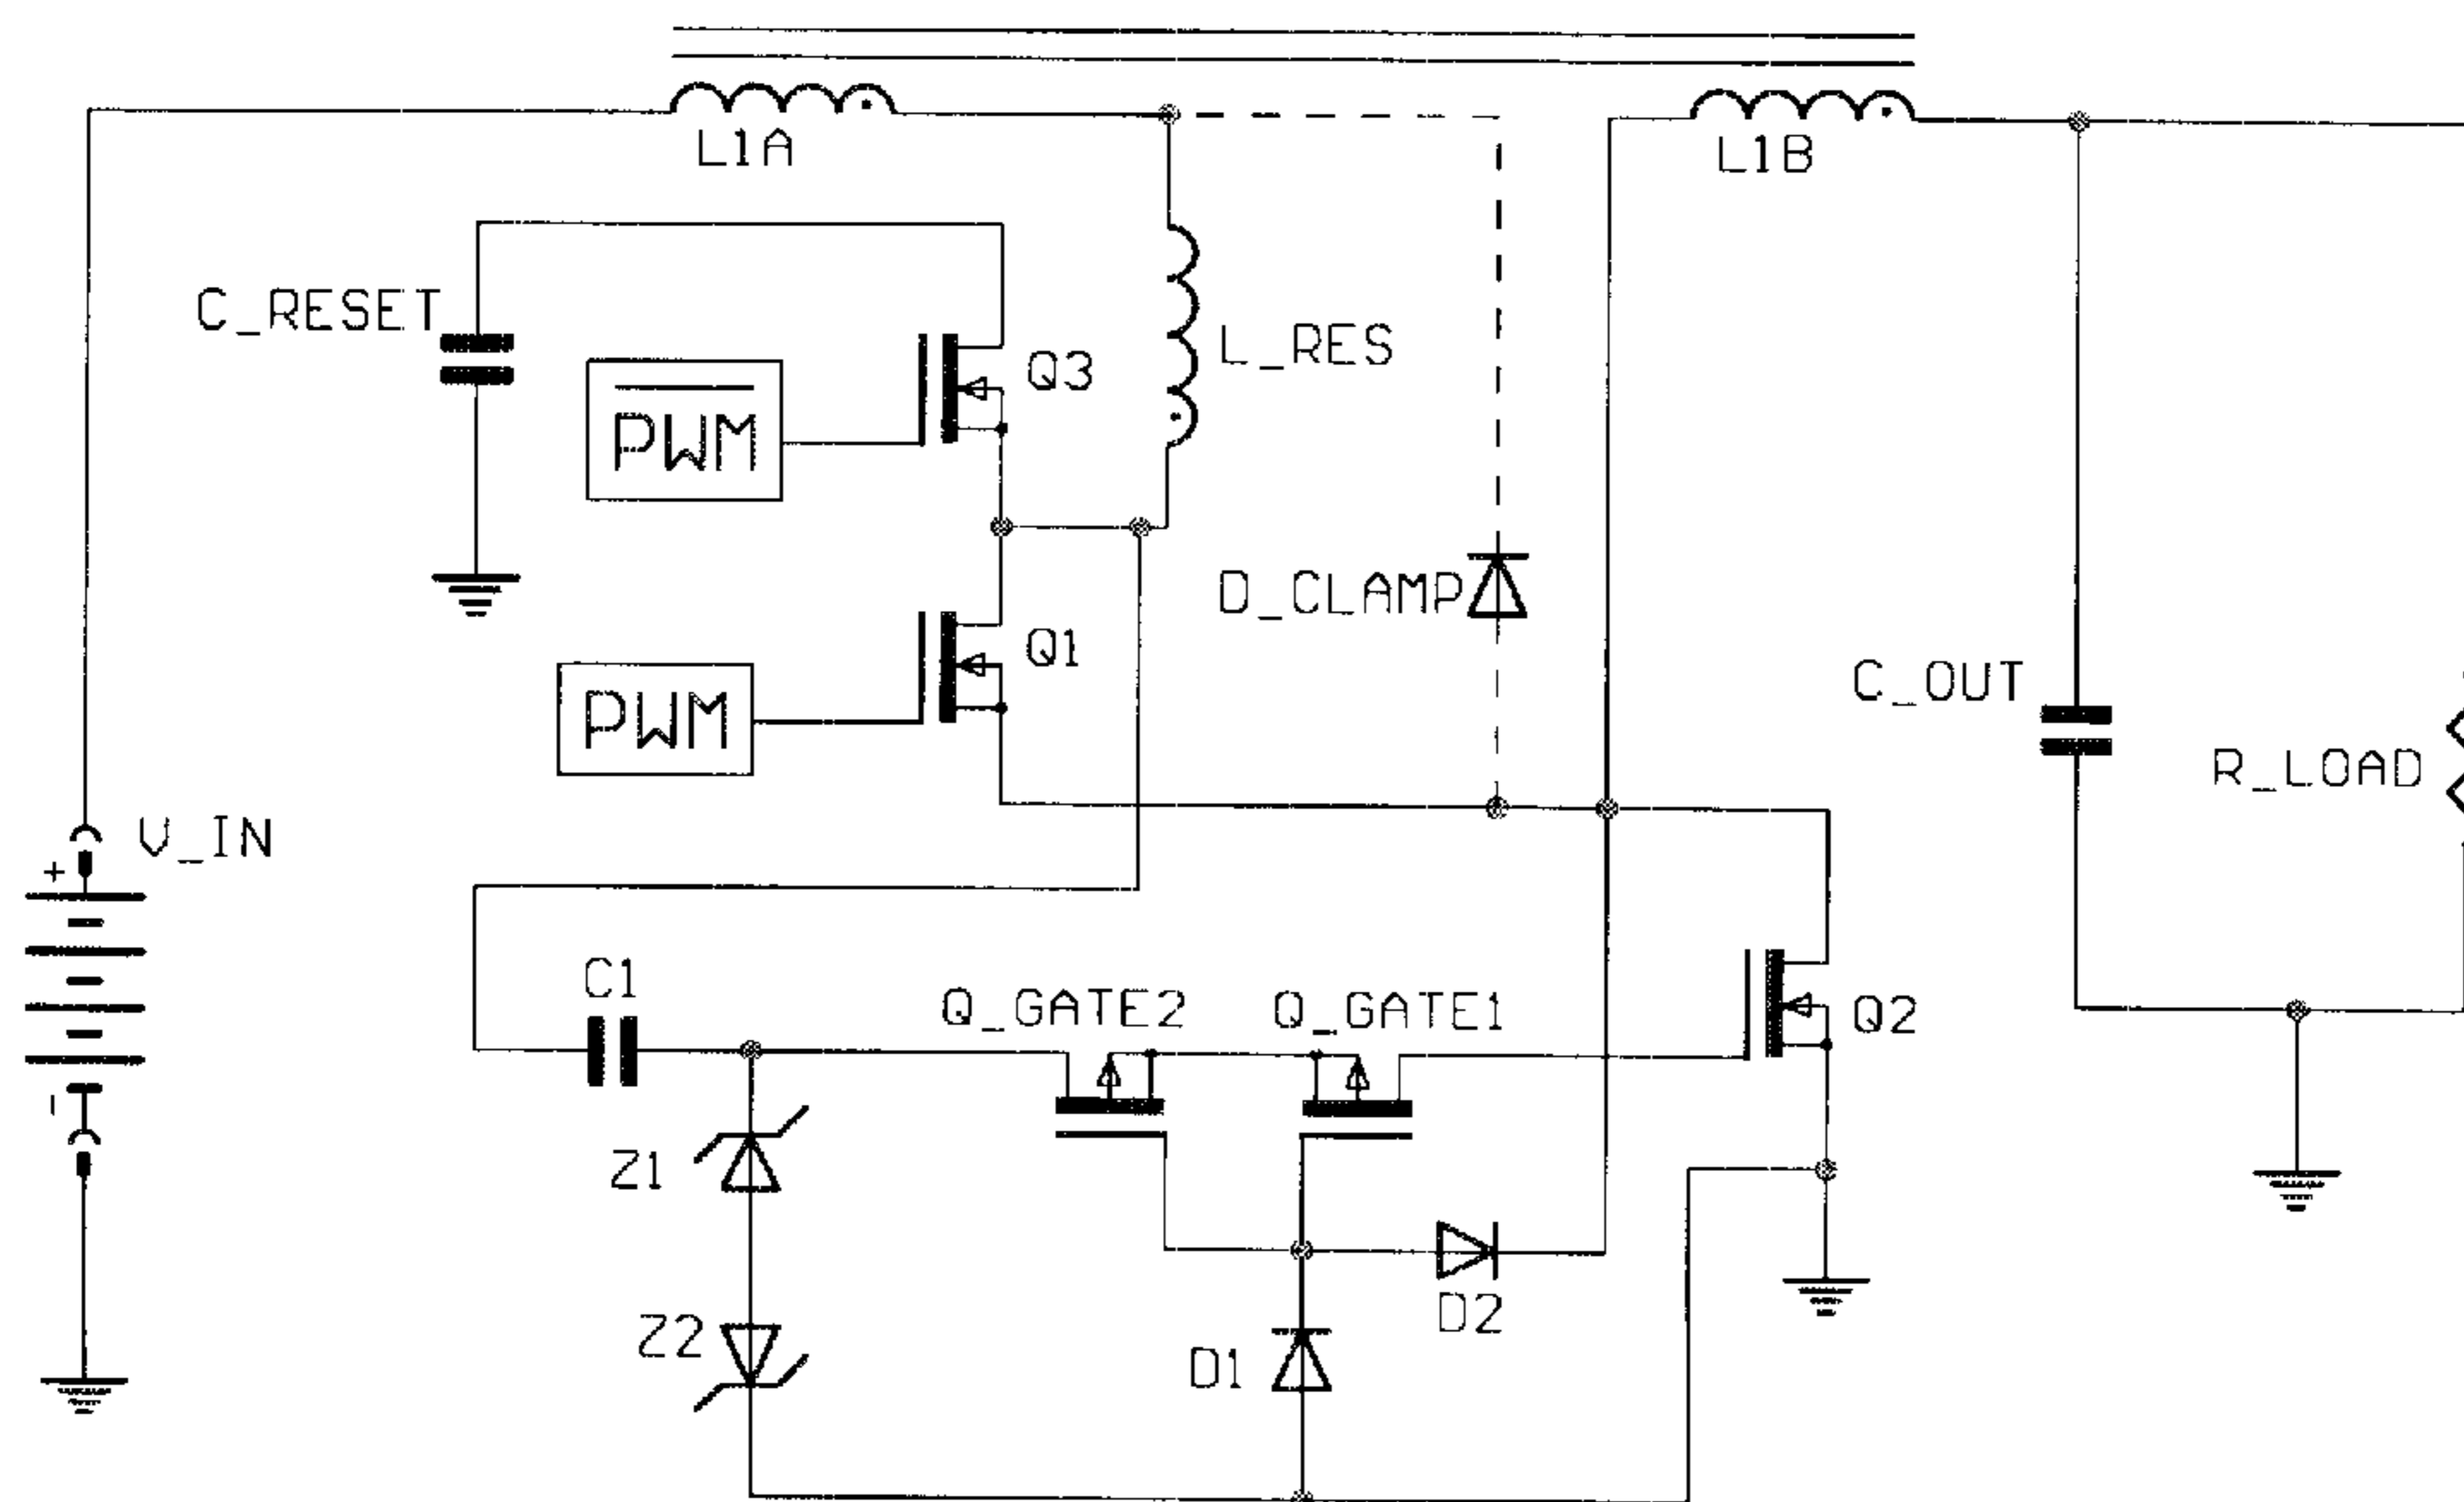 L1A
L1B
C_RESET
Q3
L_RES
PWM
D_CLAMP
Q1
PWM
C_OUT
R_LOAD
V_IN
+
C1
Q_GATE2
Q_GATE1
Q2
-
Z1
D2
Z2
D1